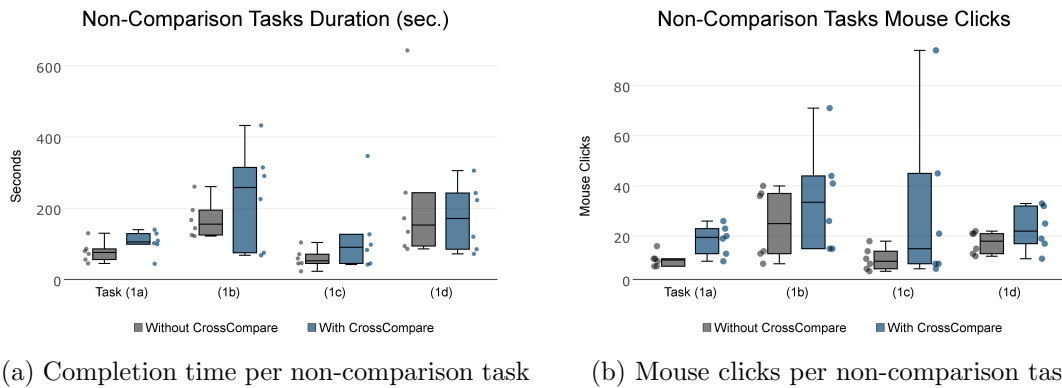 Non-Comparison Tasks Duration (sec.)
600
400
200
0
Seconds
Task (1a) (1b) (1c) (1d)
Without CrossCompare With CrossCompare
(a) Completion time per non-comparison task
Non-Comparison Tasks Mouse Clicks
80
60
40
20
0
Mouse Clicks
Task (1a) (1b) (1c) (1d)
Without CrossCompare With CrossCompare
(b) Mouse clicks per non-comparison tas